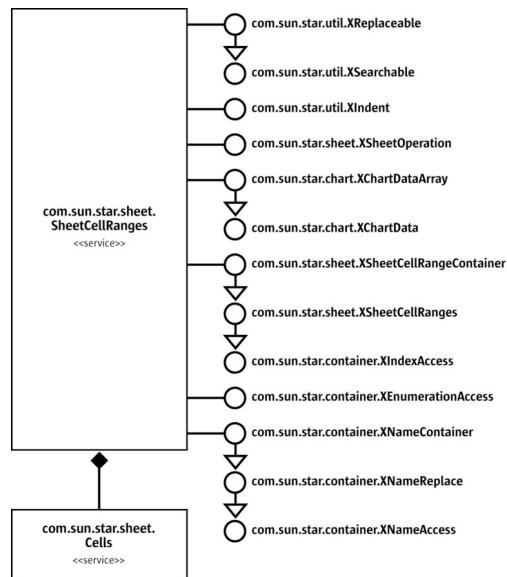 com.sun.star.util.XReplaceable
com.sun.star.util.XSearchable
com.sun.star.util.XIndent
com.sun.star.sheet.XSheetOperation
com.sun.star.chart.XChartDataArray
com.sun.star.sheet.
SheetCellRanges
<<service>>
com.sun.star.chart.XChartData
com.sun.star.sheet.XSheetCellRangeContainer
com.sun.star.sheet.XSheetCellRanges
com.sun.star.container.XIndexAccess
com.sun.star.container.XEnumerationAccess
com.sun.star.container.XNameContainer
com.sun.star.container.XNameReplace
com.sun.star.container.XNameAccess
com.sun.star.sheet.
Cells
<<service>>